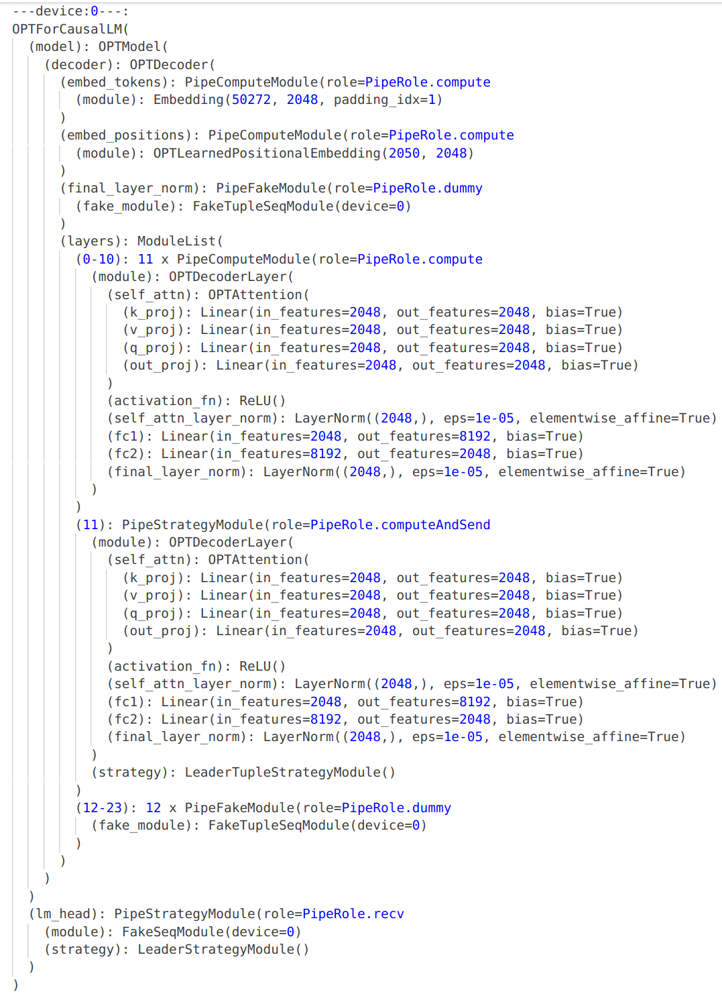 ---device:0---:
OPTForCausalLM(
  (model): OPTModel(
    (decoder): OPTDecoder(
      (embed_tokens): PipeComputeModule(role=PipeRole.compute
        (module): Embedding(50272, 2048, padding_idx=1)
      )
      (embed_positions): PipeComputeModule(role=PipeRole.compute
        (module): OPTLearnedPositionalEmbedding(2050, 2048)
      )
      (final_layer_norm): PipeFakeModule(role=PipeRole.dummy
        (fake_module): FakeTupleSeqModule(device=0)
      )
      (layers): ModuleList(
        (0-10): 11 x PipeComputeModule(role=PipeRole.compute
          (module): OPTDecoderLayer(
            (self_attn): OPTAttention(
              (k_proj): Linear(in_features=2048, out_features=2048, bias=True)
              (v_proj): Linear(in_features=2048, out_features=2048, bias=True)
              (q_proj): Linear(in_features=2048, out_features=2048, bias=True)
              (out_proj): Linear(in_features=2048, out_features=2048, bias=True)
            )
            (activation_fn): ReLU()
            (self_attn_layer_norm): LayerNorm((2048,), eps=1e-05, elementwise_affine=True)
            (fc1): Linear(in_features=2048, out_features=8192, bias=True)
            (fc2): Linear(in_features=8192, out_features=2048, bias=True)
            (final_layer_norm): LayerNorm((2048,), eps=1e-05, elementwise_affine=True)
          )
        )
        (11): PipeStrategyModule(role=PipeRole.computeAndSend
          (module): OPTDecoderLayer(
            (self_attn): OPTAttention(
              (k_proj): Linear(in_features=2048, out_features=2048, bias=True)
              (v_proj): Linear(in_features=2048, out_features=2048, bias=True)
              (q_proj): Linear(in_features=2048, out_features=2048, bias=True)
              (out_proj): Linear(in_features=2048, out_features=2048, bias=True)
            )
            (activation_fn): ReLU()
            (self_attn_layer_norm): LayerNorm((2048,), eps=1e-05, elementwise_affine=True)
            (fc1): Linear(in_features=2048, out_features=8192, bias=True)
            (fc2): Linear(in_features=8192, out_features=2048, bias=True)
            (final_layer_norm): LayerNorm((2048,), eps=1e-05, elementwise_affine=True)
          )
          (strategy): LeaderTupleStrategyModule()
        )
        (12-23): 12 x PipeFakeModule(role=PipeRole.dummy
          (fake_module): FakeTupleSeqModule(device=0)
        )
      )
    )
  )
  (lm_head): PipeStrategyModule(role=PipeRole.recv
    (module): FakeSeqModule(device=0)
    (strategy): LeaderStrategyModule()
  )
)